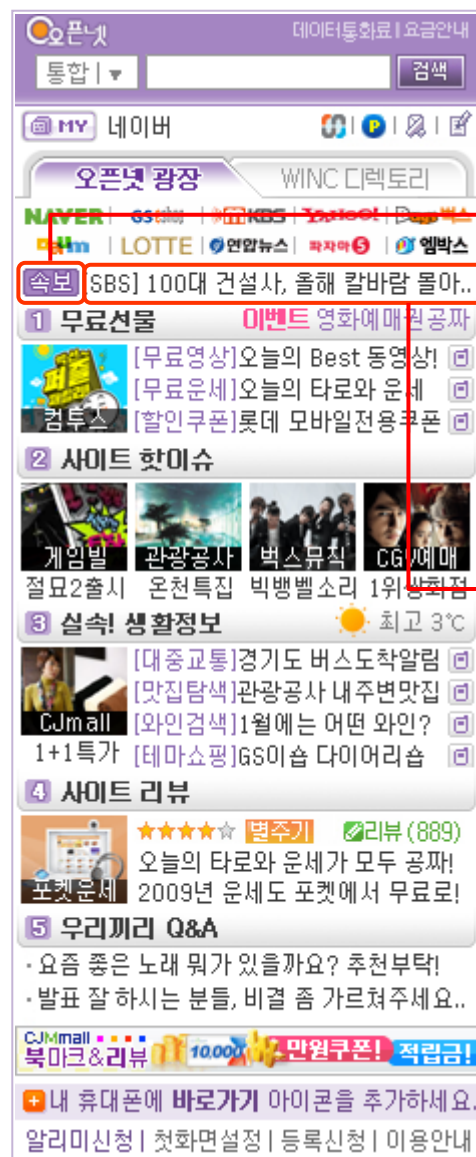 오픈넷 데이터통화료 | 요금안내
통합 | ▼ 검색
MY 네이버
오픈넷 광장 WINC 디렉토리
NAVER | GSeshop | KBS | Yahoo! | Bugs 벅스
Daum | LOTTE | 연합뉴스 | 파자마5 | 엠박스
속보 [SBS] 100대 건설사, 올해 칼바람 몰아..
1 무료선물 이벤트 영화예매권 공짜
[무료영상]오늘의 Best 동영상!
[무료운세]오늘의 타로와 운세
컴투스 [할인쿠폰]롯데 모바일전용쿠폰
2 사이트 핫이슈
게임빌 관광공사 벅스뮤직 CGV예매
절묘2출시 온천특집 빅뱅벨소리 1위쌍화점
3 실속! 생활정보 최고 3℃
[대중교통]경기도 버스도착알림
[맛집탐색]관광공사 내주변맛집
CJmall [와인검색]1월에는 어떤 와인?
1+1특가 [테마쇼핑]GS이숍 다이어리숍
4 사이트 리뷰
★★★★☆ 별주기 리뷰(889)
오늘의 타로와 운세가 모두 공짜!
포켓운세 2009년 운세도 포켓에서 무료로!
5 우리끼리 Q&A
· 요즘 좋은 노래 뭐가 있을까요? 추천부탁!
· 발표 잘 하시는 분들, 비결 좀 가르쳐주세요..
CJmall
북마크&리뷰 10,000 만원쿠폰! 적립금!
내 휴대폰에 바로가기 아이콘을 추가하세요.
알리미신청 | 첫화면설정 | 등록신청 | 이용안내